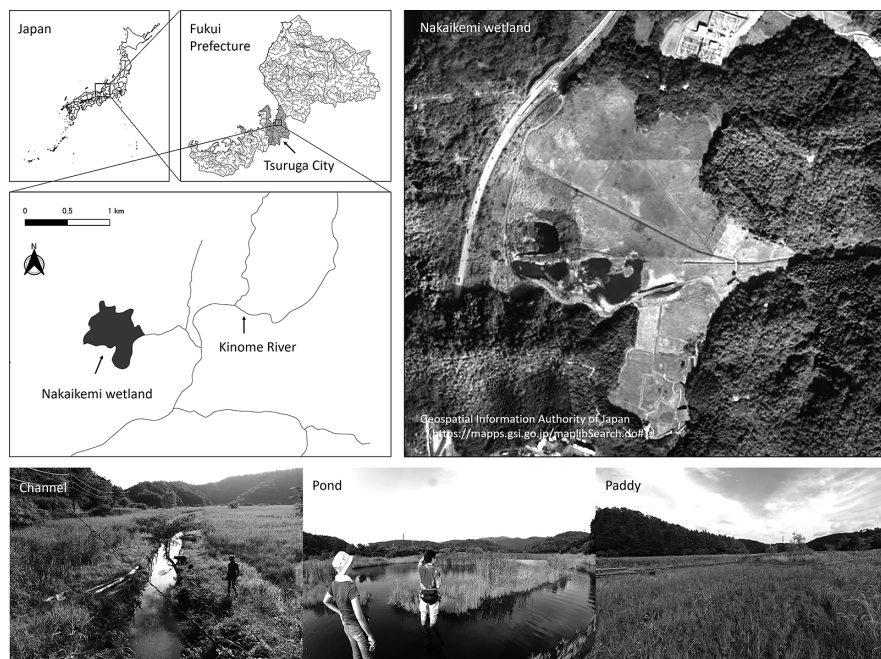 Japan
Fukui
Prefecture
Tsuruga City
Nakaikemi wetland
0 0.5 1 km
N
Kinome River
Nakaikemi wetland
Geospatial Information Authority of Japan
(https://mapps.gsi.go.jp/maplibSearch.do#1)
Channel
Pond
Paddy